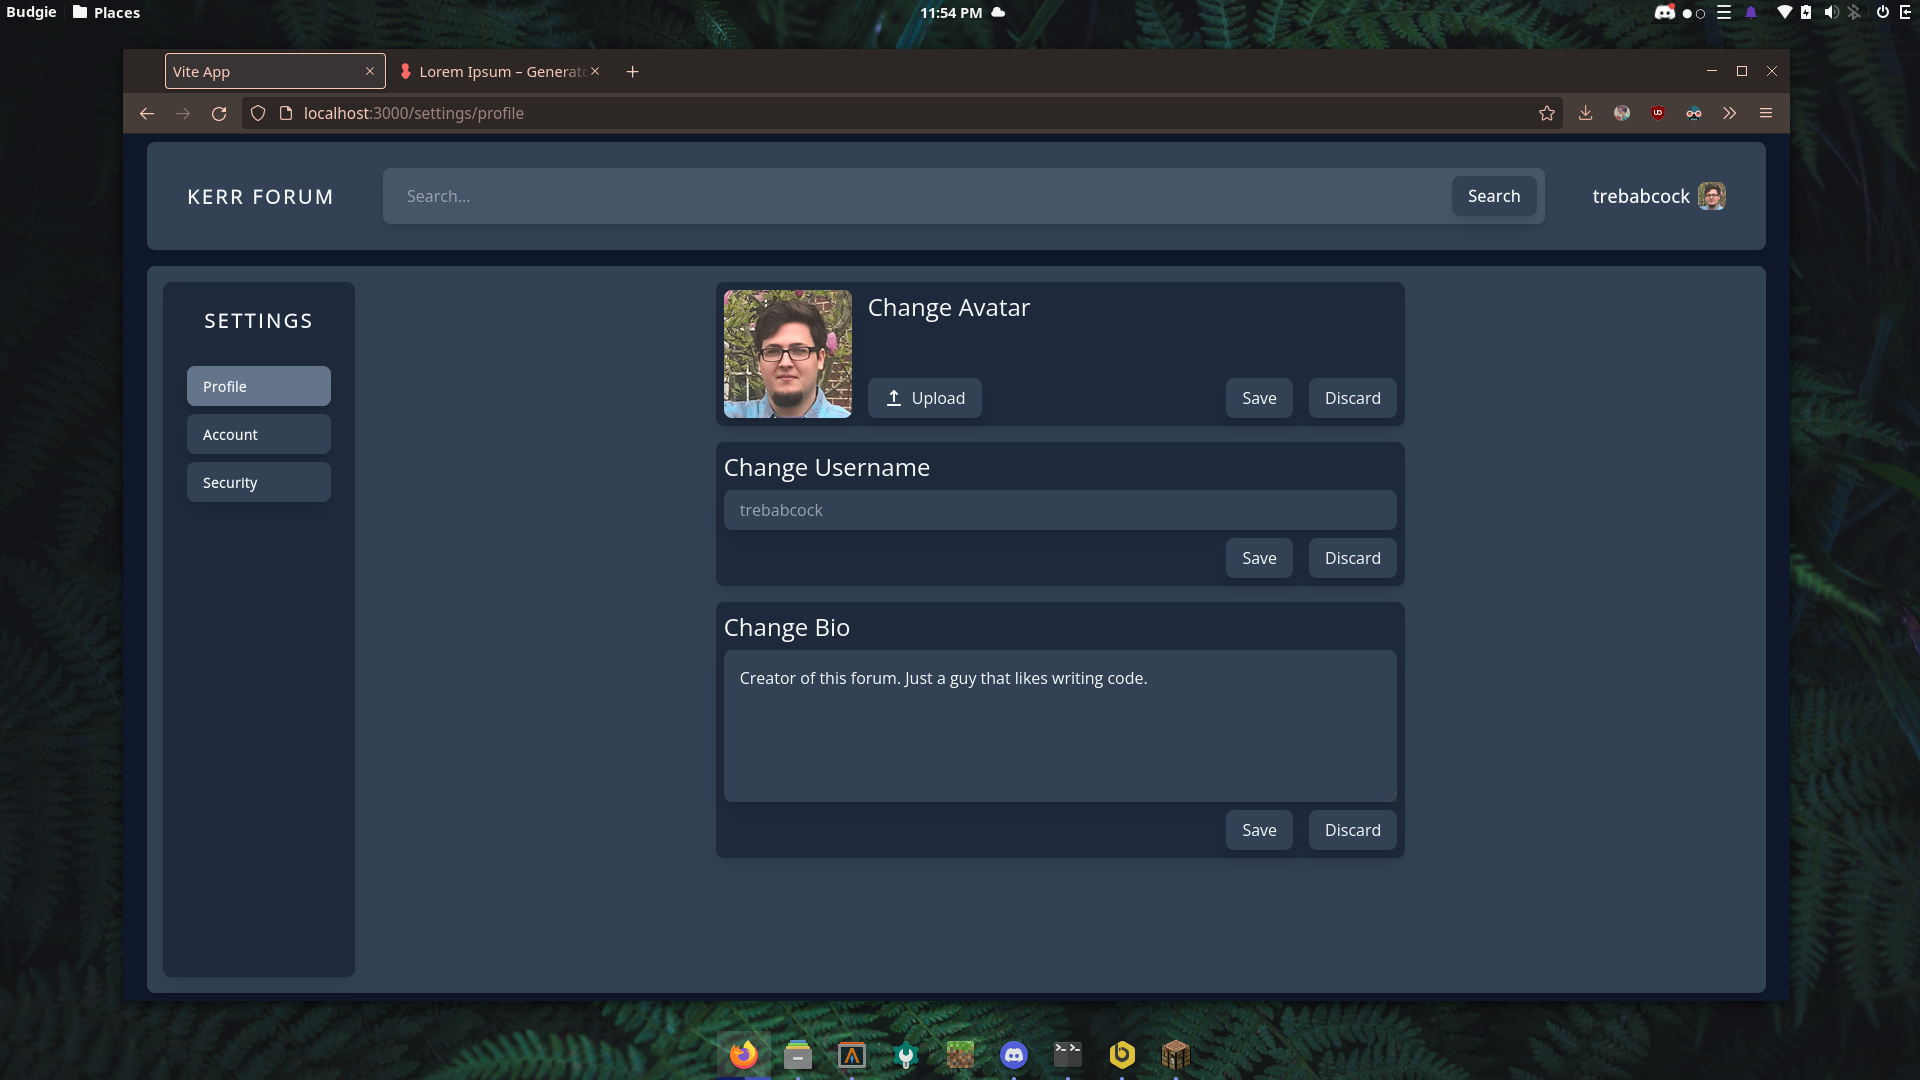 Budgie Places 11:54 PM
Vite App Lorem Ipsum – Generat
localhost:3000/settings/profile
KERR FORUM Search... Search trebabcock
SETTINGS
Profile
Account
Security
Change Avatar
Upload Save Discard
Change Username
trebabcock
Save Discard
Change Bio
Creator of this forum. Just a guy that likes writing code.
Save Discard